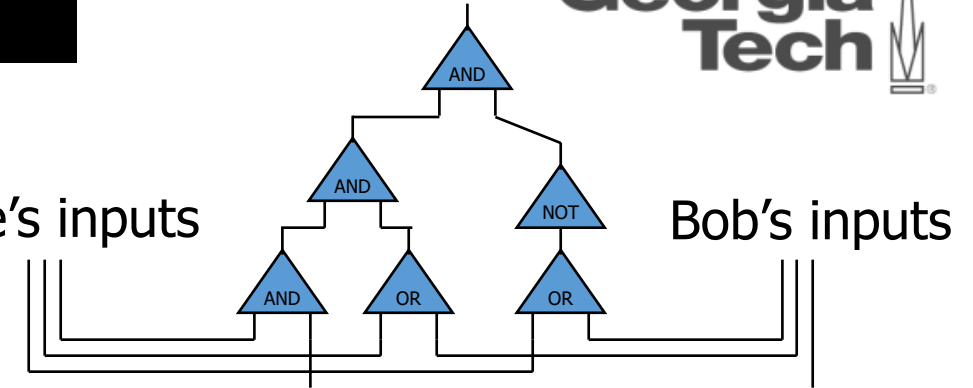 Georgia
Tech
®
AND
AND
NOT
e's inputs
Bob's inputs
AND
OR
OR